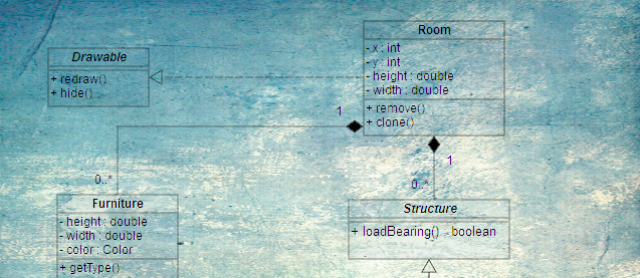 Room
- x : int
- y : int
- height : double
- width : double
+ remove()
+ clone()
Drawable
+ redraw()
+ hide()
1
1
0..*
0..*
Furniture
- height : double
- width : double
- color : Color
+ getType()
Structure
+ loadBearing() boolean